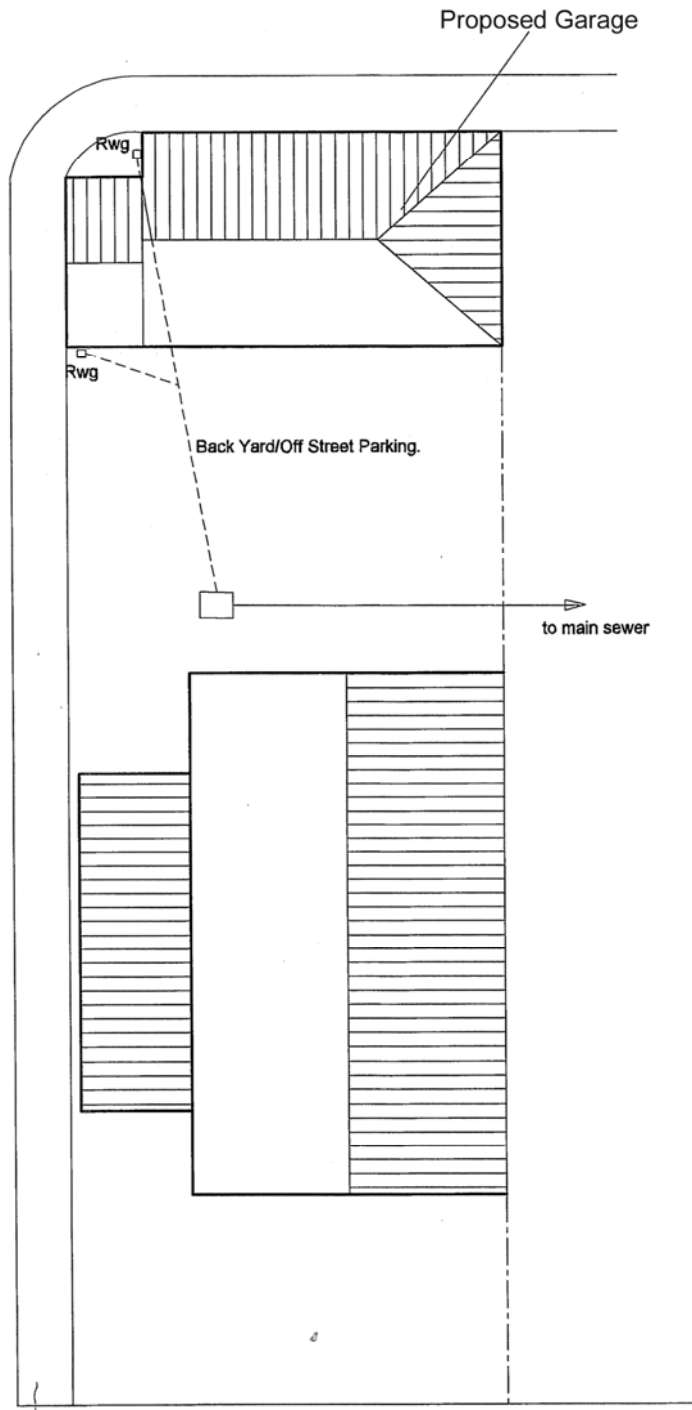 Proposed Garage
Rwg
Rwg
Back Yard/Off Street Parking.
to main sewer